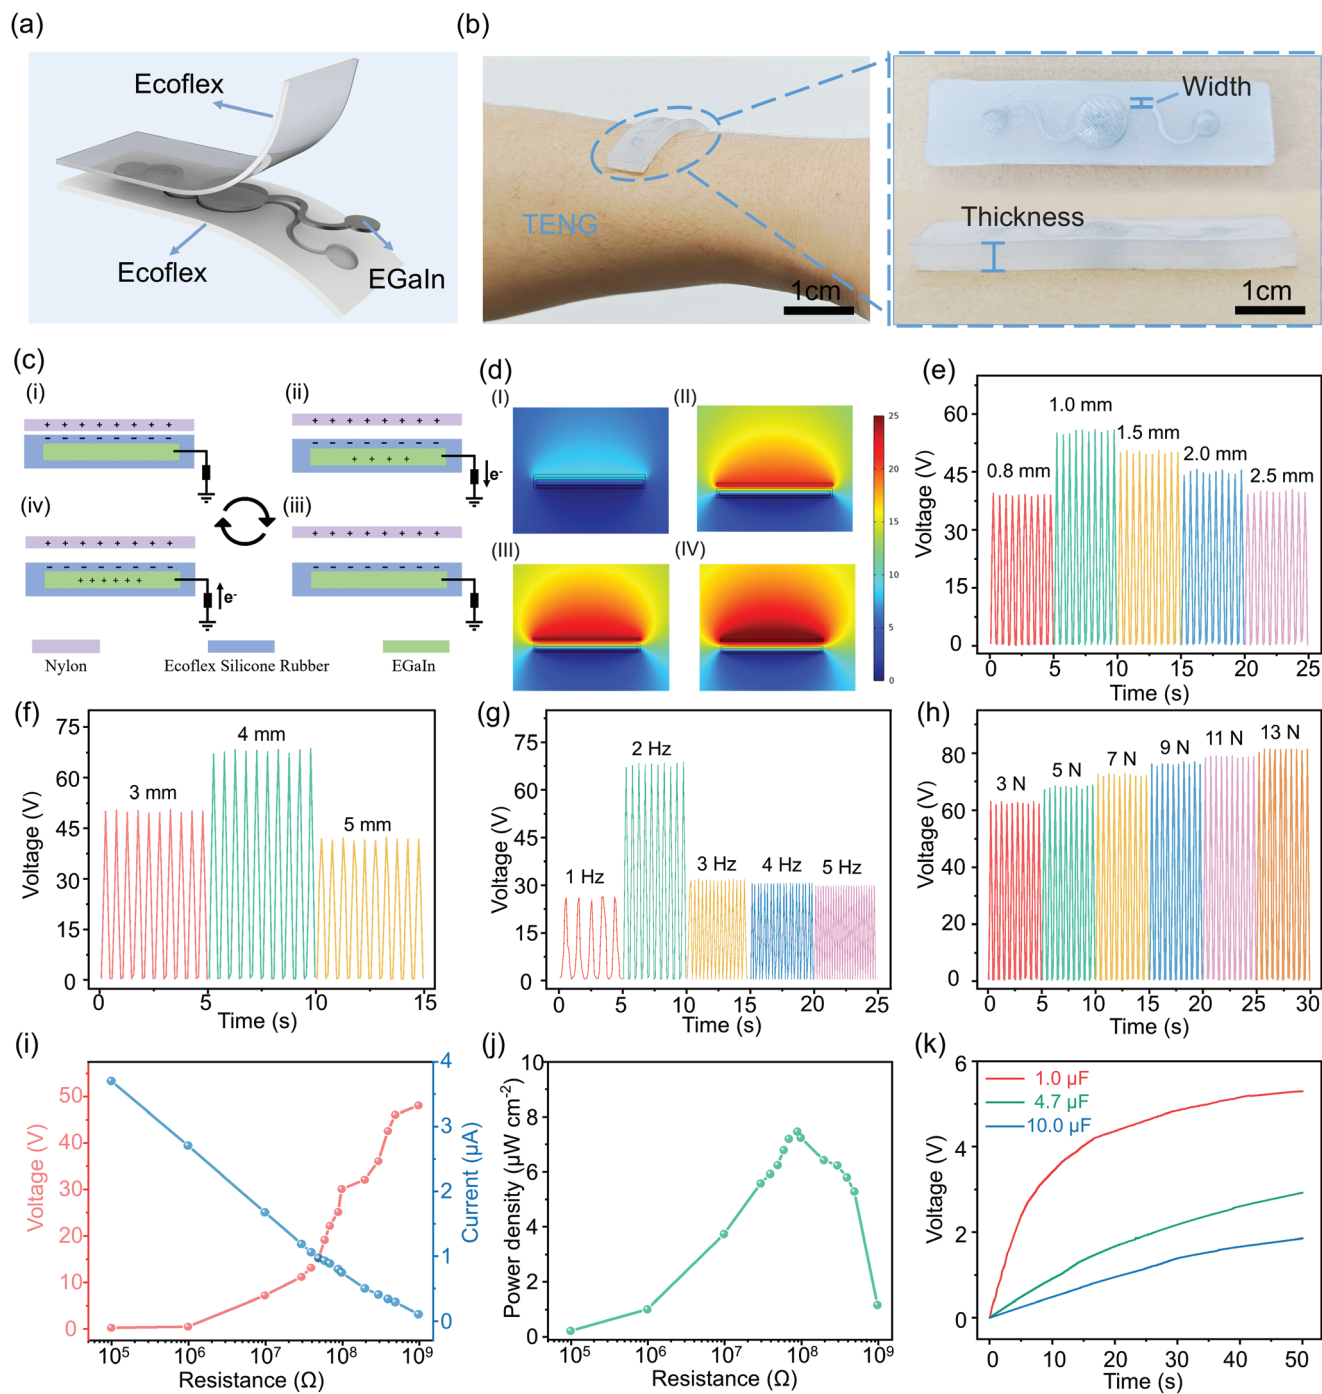 (a)
Ecoflex
Ecoflex
EGaIn
(b)
TENG
1cm
Width
Thickness
1cm
(c)
(i)
(ii)
e-
(iv)
(iii)
e-
Nylon
Ecoflex Silicone Rubber
EGaIn
(d)
(I)
(II)
(III)
(IV)
25
20
15
10
5
0
(e)
Voltage (V)
60
45
30
15
0
0.8 mm
1.0 mm
1.5 mm
2.0 mm
2.5 mm
0 5 10 15 20 25
Time (s)
(f)
Voltage (V)
75
60
45
30
15
0
3 mm
4 mm
5 mm
0 5 10 15
Time (s)
(g)
Voltage (V)
75
60
45
30
15
0
1 Hz
2 Hz
3 Hz
4 Hz
5 Hz
0 5 10 15 20 25
Time (s)
(h)
Voltage (V)
80
60
40
20
0
3 N
5 N
7 N
9 N
11 N
13 N
0 5 10 15 20 25 30
Time (s)
(i)
Voltage (V)
50
40
30
20
10
0
Current (μA)
4
3
2
1
0
10⁵ 10⁶ 10⁷ 10⁸ 10⁹
Resistance (Ω)
(j)
Power density (μW cm⁻²)
10
8
6
4
2
0
10⁵ 10⁶ 10⁷ 10⁸ 10⁹
Resistance (Ω)
(k)
Voltage (V)
6
4
2
0
1.0 μF
4.7 μF
10.0 μF
0 10 20 30 40 50
Time (s)